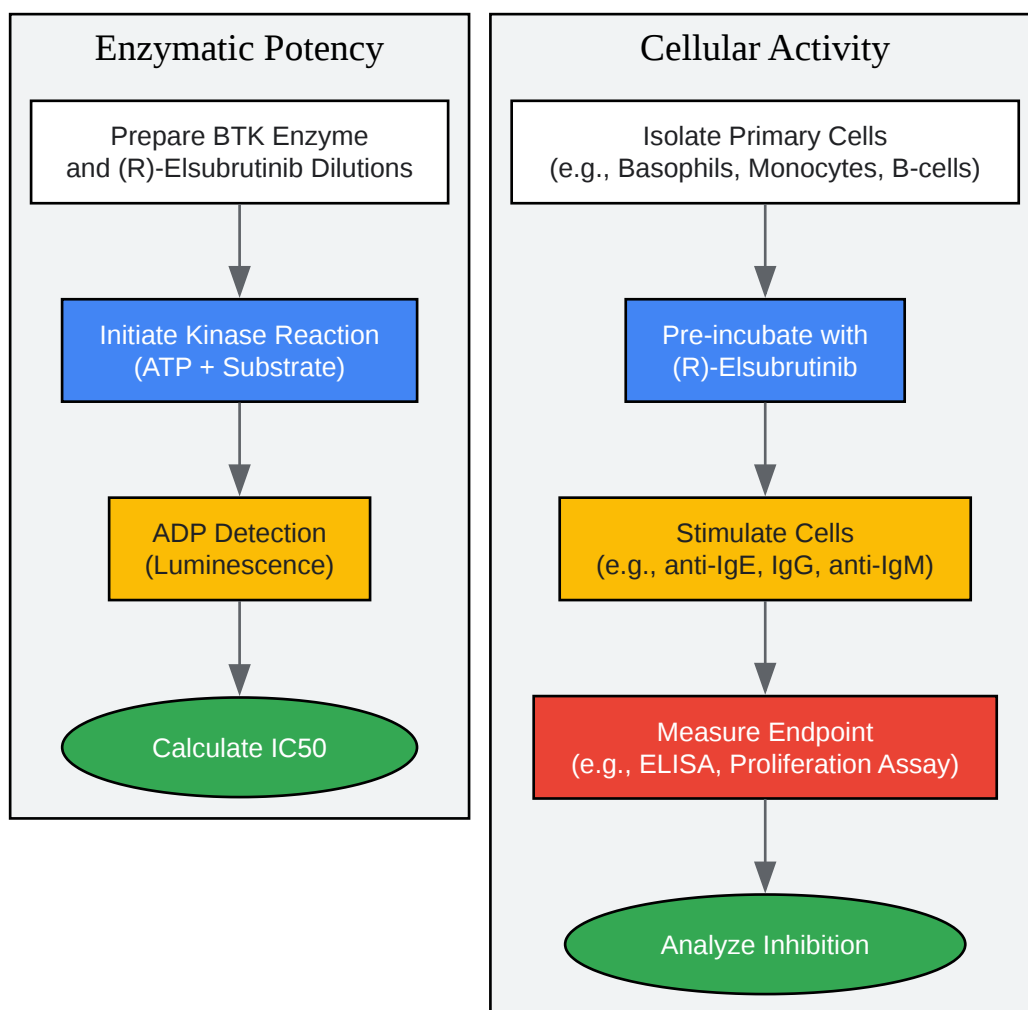 Enzymatic Potency
Prepare BTK Enzyme
and (R)-Elsubrutinib Dilutions
Initiate Kinase Reaction
(ATP + Substrate)
ADP Detection
(Luminescence)
Calculate IC50
Cellular Activity
Isolate Primary Cells
(e.g., Basophils, Monocytes, B-cells)
Pre-incubate with
(R)-Elsubrutinib
Stimulate Cells
(e.g., anti-IgE, IgG, anti-IgM)
Measure Endpoint
(e.g., ELISA, Proliferation Assay)
Analyze Inhibition